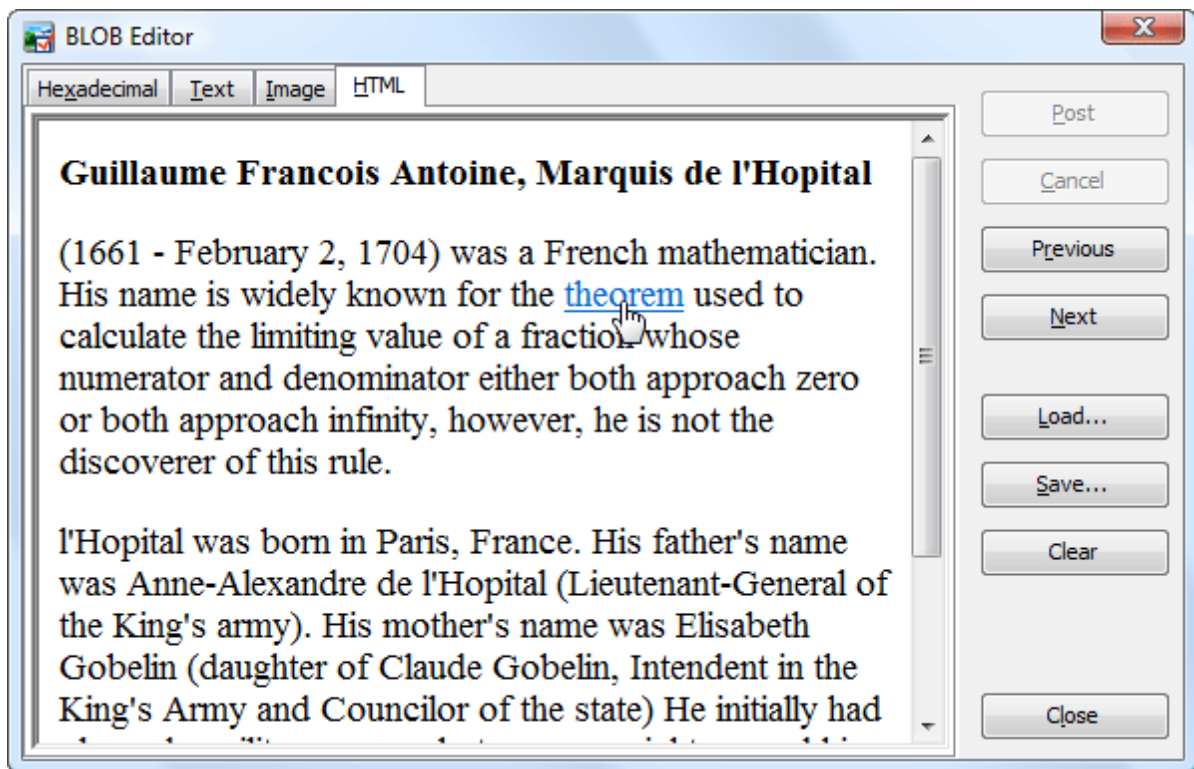 BLOB Editor
Hexadecimal Text Image HTML
Guillaume Francois Antoine, Marquis de l'Hopital
(1661 - February 2, 1704) was a French mathematician.
His name is widely known for the theorem used to
calculate the limiting value of a fraction whose
numerator and denominator either both approach zero
or both approach infinity, however, he is not the
discoverer of this rule.
l'Hopital was born in Paris, France. His father's name
was Anne-Alexandre de l'Hopital (Lieutenant-General of
the King's army). His mother's name was Elisabeth
Gobelin (daughter of Claude Gobelin, Intendent in the
King's Army and Councilor of the state) He initially had
Post
Cancel
Previous
Next
Load...
Save...
Clear
Close